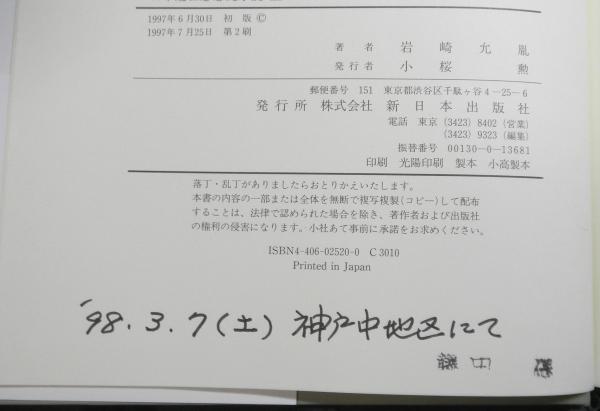 1997年6月30日 初版©
1997年7月25日 第2刷
著者 岩崎允胤
発行者 小桜勲
郵便番号 151 東京都渋谷区千駄ヶ谷4-25-6
発行所 株式会社 新日本出版社
電話 東京 (3423) 8402 (営業)
(3423) 9323 (編集)
振替番号 00130-0-13681
印刷 光陽印刷 製本 小高製本
落丁・乱丁がありましたらおとりかえいたします。
本書の内容の一部または全体を無断で複写複製(コピー)して配布
することは、法律で認められた場合を除き、著作者および出版社
の権利の侵害になります。小社あて事前に承諾をお求めください。
ISBN4-406-02520-0 C3010
Printed in Japan
'98.3.7(土) 神戸中地区にて
田 様